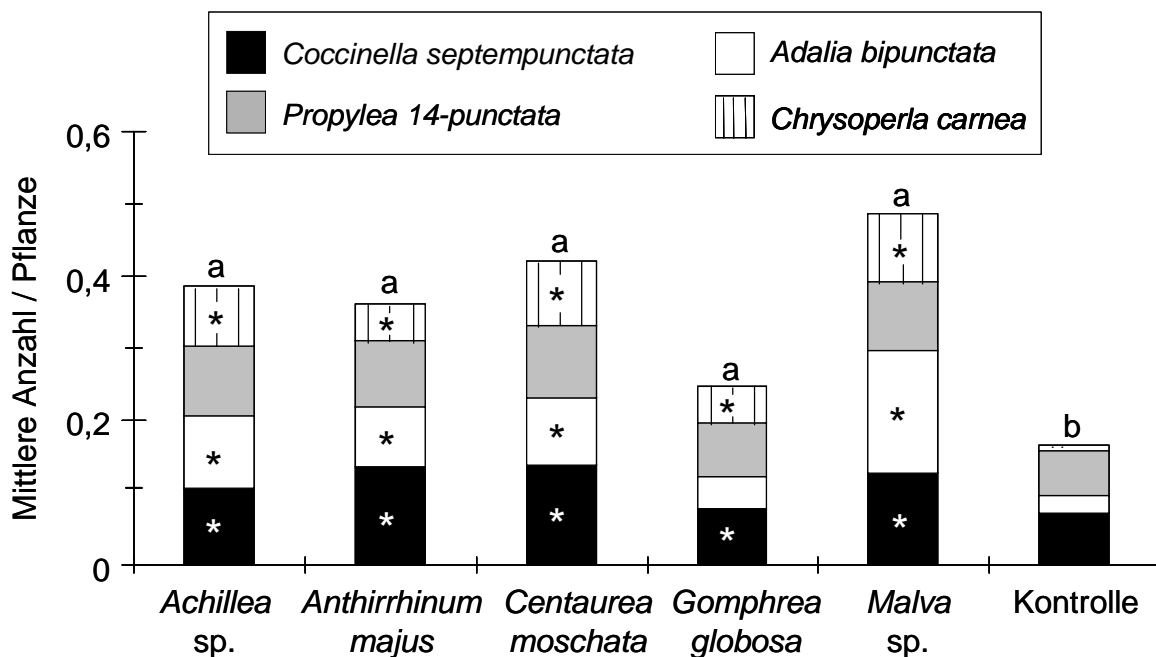 Coccinella septempunctata
Adalia bipunctata
Propylea 14-punctata
Chrysoperla carnea
Mittlere Anzahl / Pflanze
0,6
0,4
0,2
0
a
a
a
a
a
b
* * * * *
* * * *
* * * * *
Achillea sp.
Anthirrhinum majus
Centaurea moschata
Gomphrea globosa
Malva sp.
Kontrolle